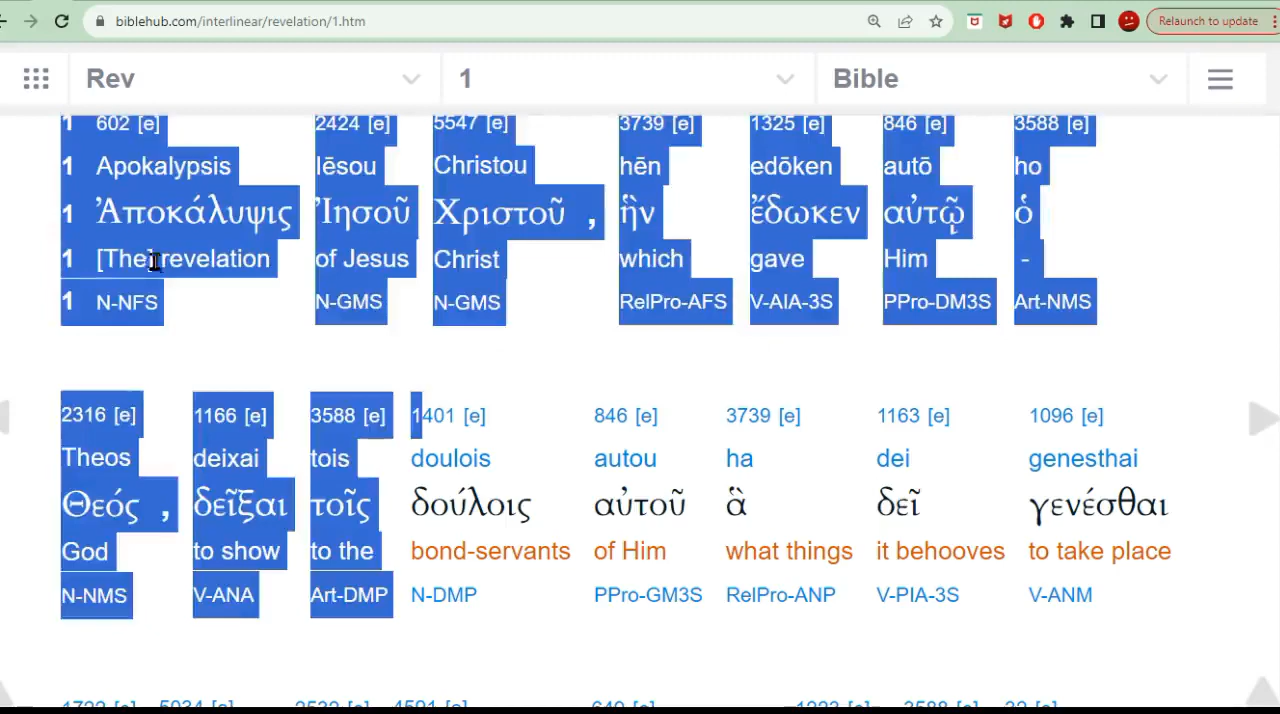 biblehub.com/interlinear/revelation/1.htm Relaunch to update
Rev 1 Bible
1 602 [e] 2424 [e] 5547 [e] 3739 [e] 1325 [e] 846 [e] 3588 [e]
1 Apokalypsis Iēsou Christou hēn edōken autō ho
1 Ἀποκάλυψις Ἰησοῦ Χριστοῦ , ἣν ἔδωκεν αὐτῷ ὁ
1 [The] revelation of Jesus Christ which gave Him -
1 N-NFS N-GMS N-GMS RelPro-AFS V-AIA-3S PPro-DM3S Art-NMS
2316 [e] 1166 [e] 3588 [e] 1401 [e] 846 [e] 3739 [e] 1163 [e] 1096 [e]
Theos deixai tois doulois autou ha dei genesthai
Θεός , δεῖξαι τοῖς δούλοις αὐτοῦ ἃ δεῖ γενέσθαι
God to show to the bond-servants of Him what things it behooves to take place
N-NMS V-ANA Art-DMP N-DMP PPro-GM3S RelPro-ANP V-PIA-3S V-ANM